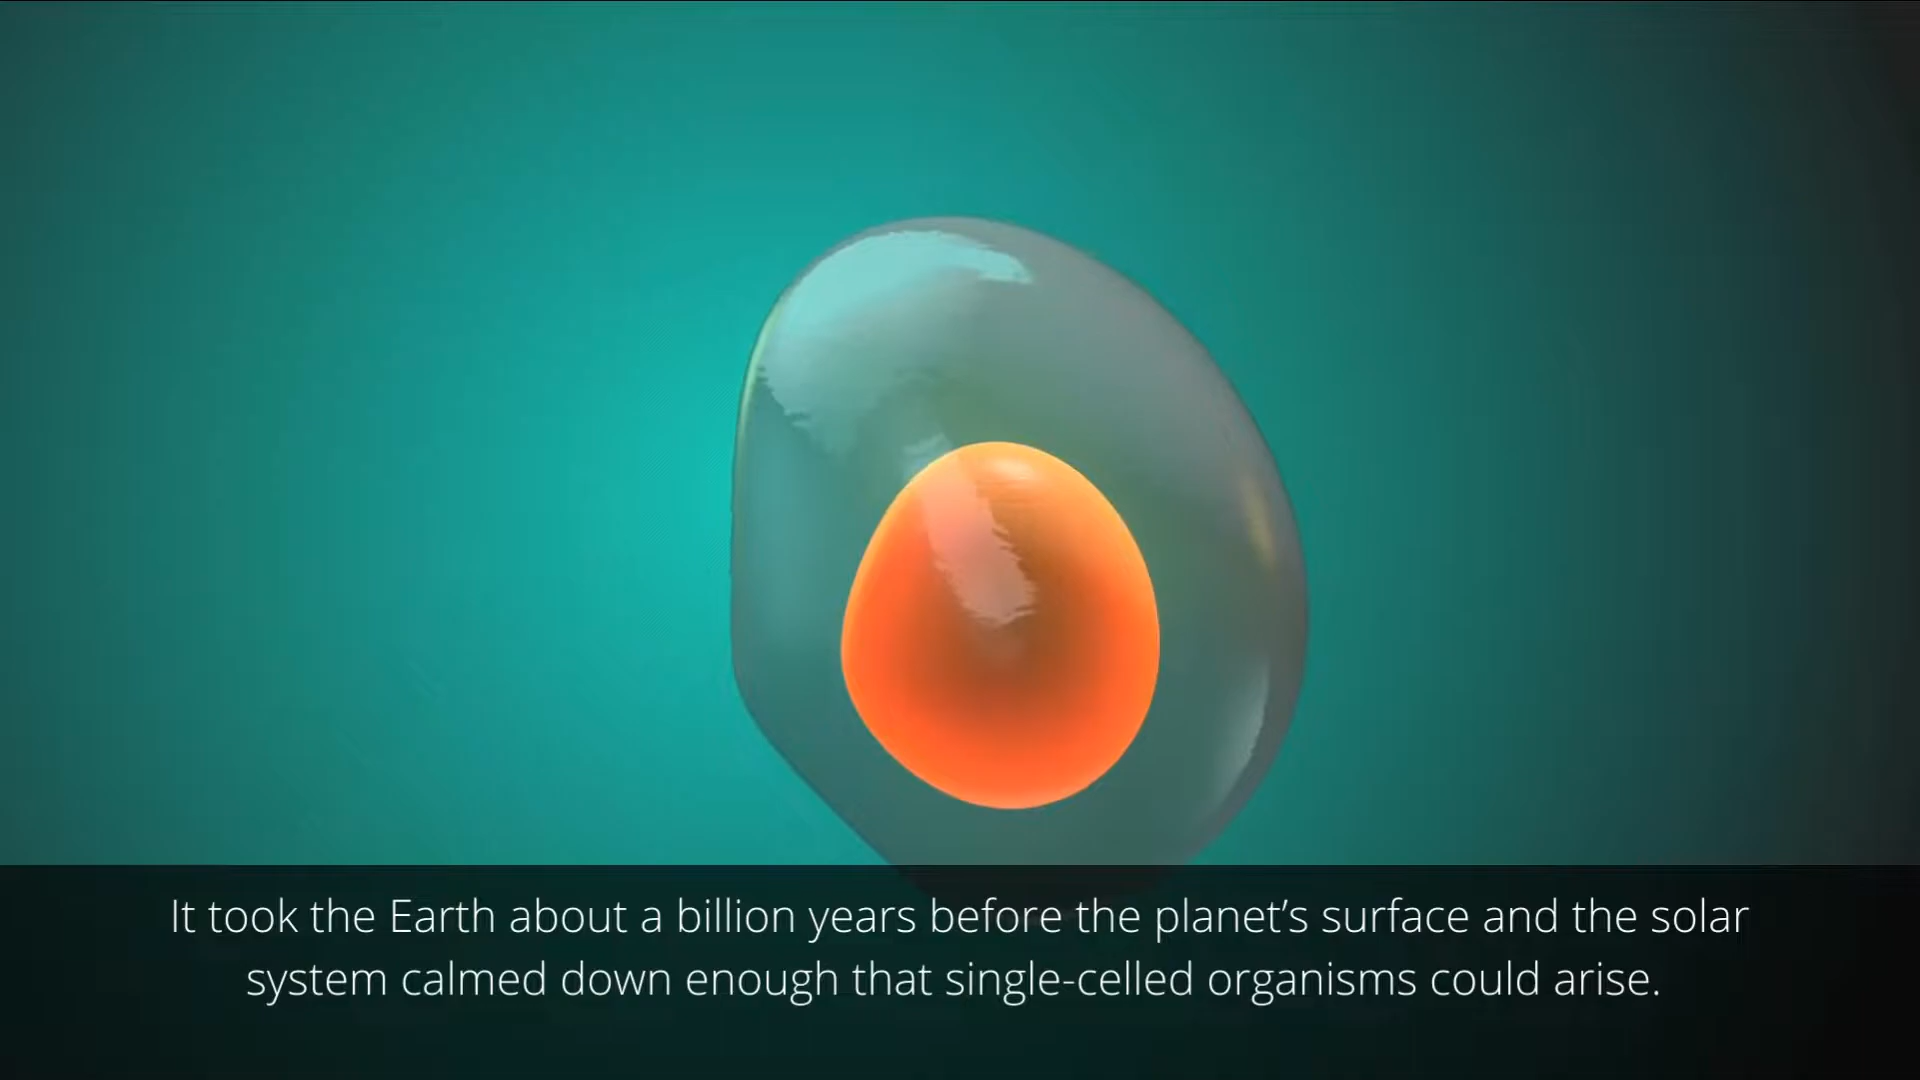 It took the Earth about a billion years before the planet’s surface and the solar
system calmed down enough that single-celled organisms could arise.